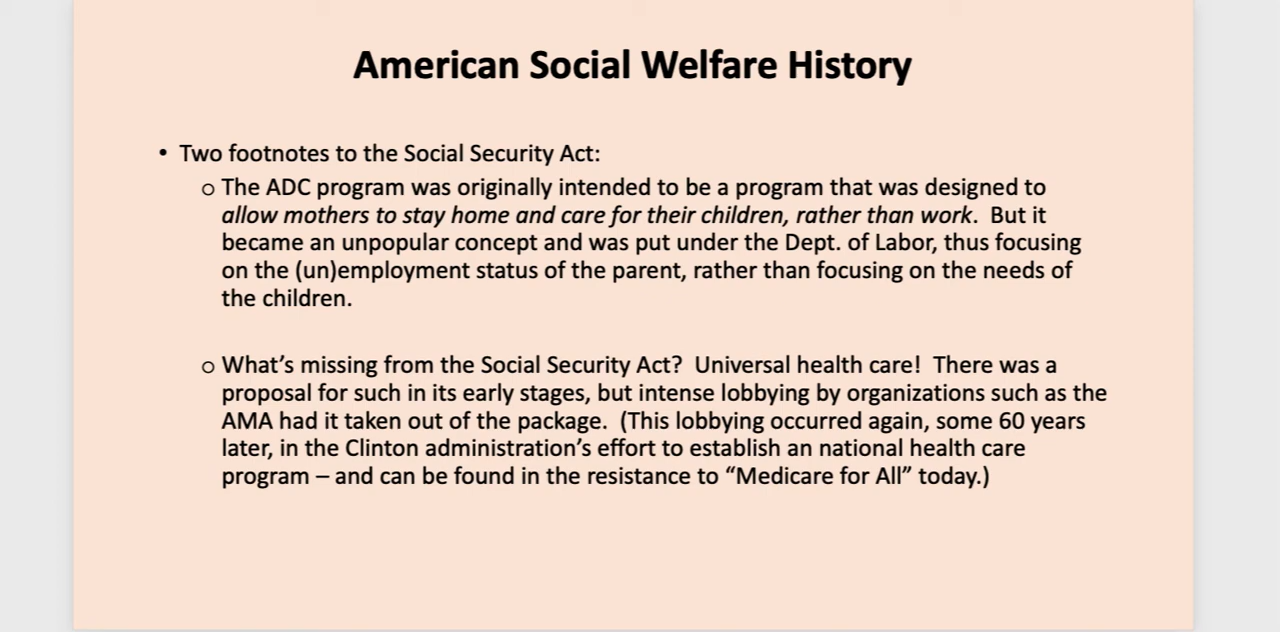 American Social Welfare History
• Two footnotes to the Social Security Act:
o The ADC program was originally intended to be a program that was designed to
allow mothers to stay home and care for their children, rather than work. But it
became an unpopular concept and was put under the Dept. of Labor, thus focusing
on the (un)employment status of the parent, rather than focusing on the needs of
the children.
o What’s missing from the Social Security Act? Universal health care! There was a
proposal for such in its early stages, but intense lobbying by organizations such as the
AMA had it taken out of the package. (This lobbying occurred again, some 60 years
later, in the Clinton administration’s effort to establish an national health care
program – and can be found in the resistance to “Medicare for All” today.)